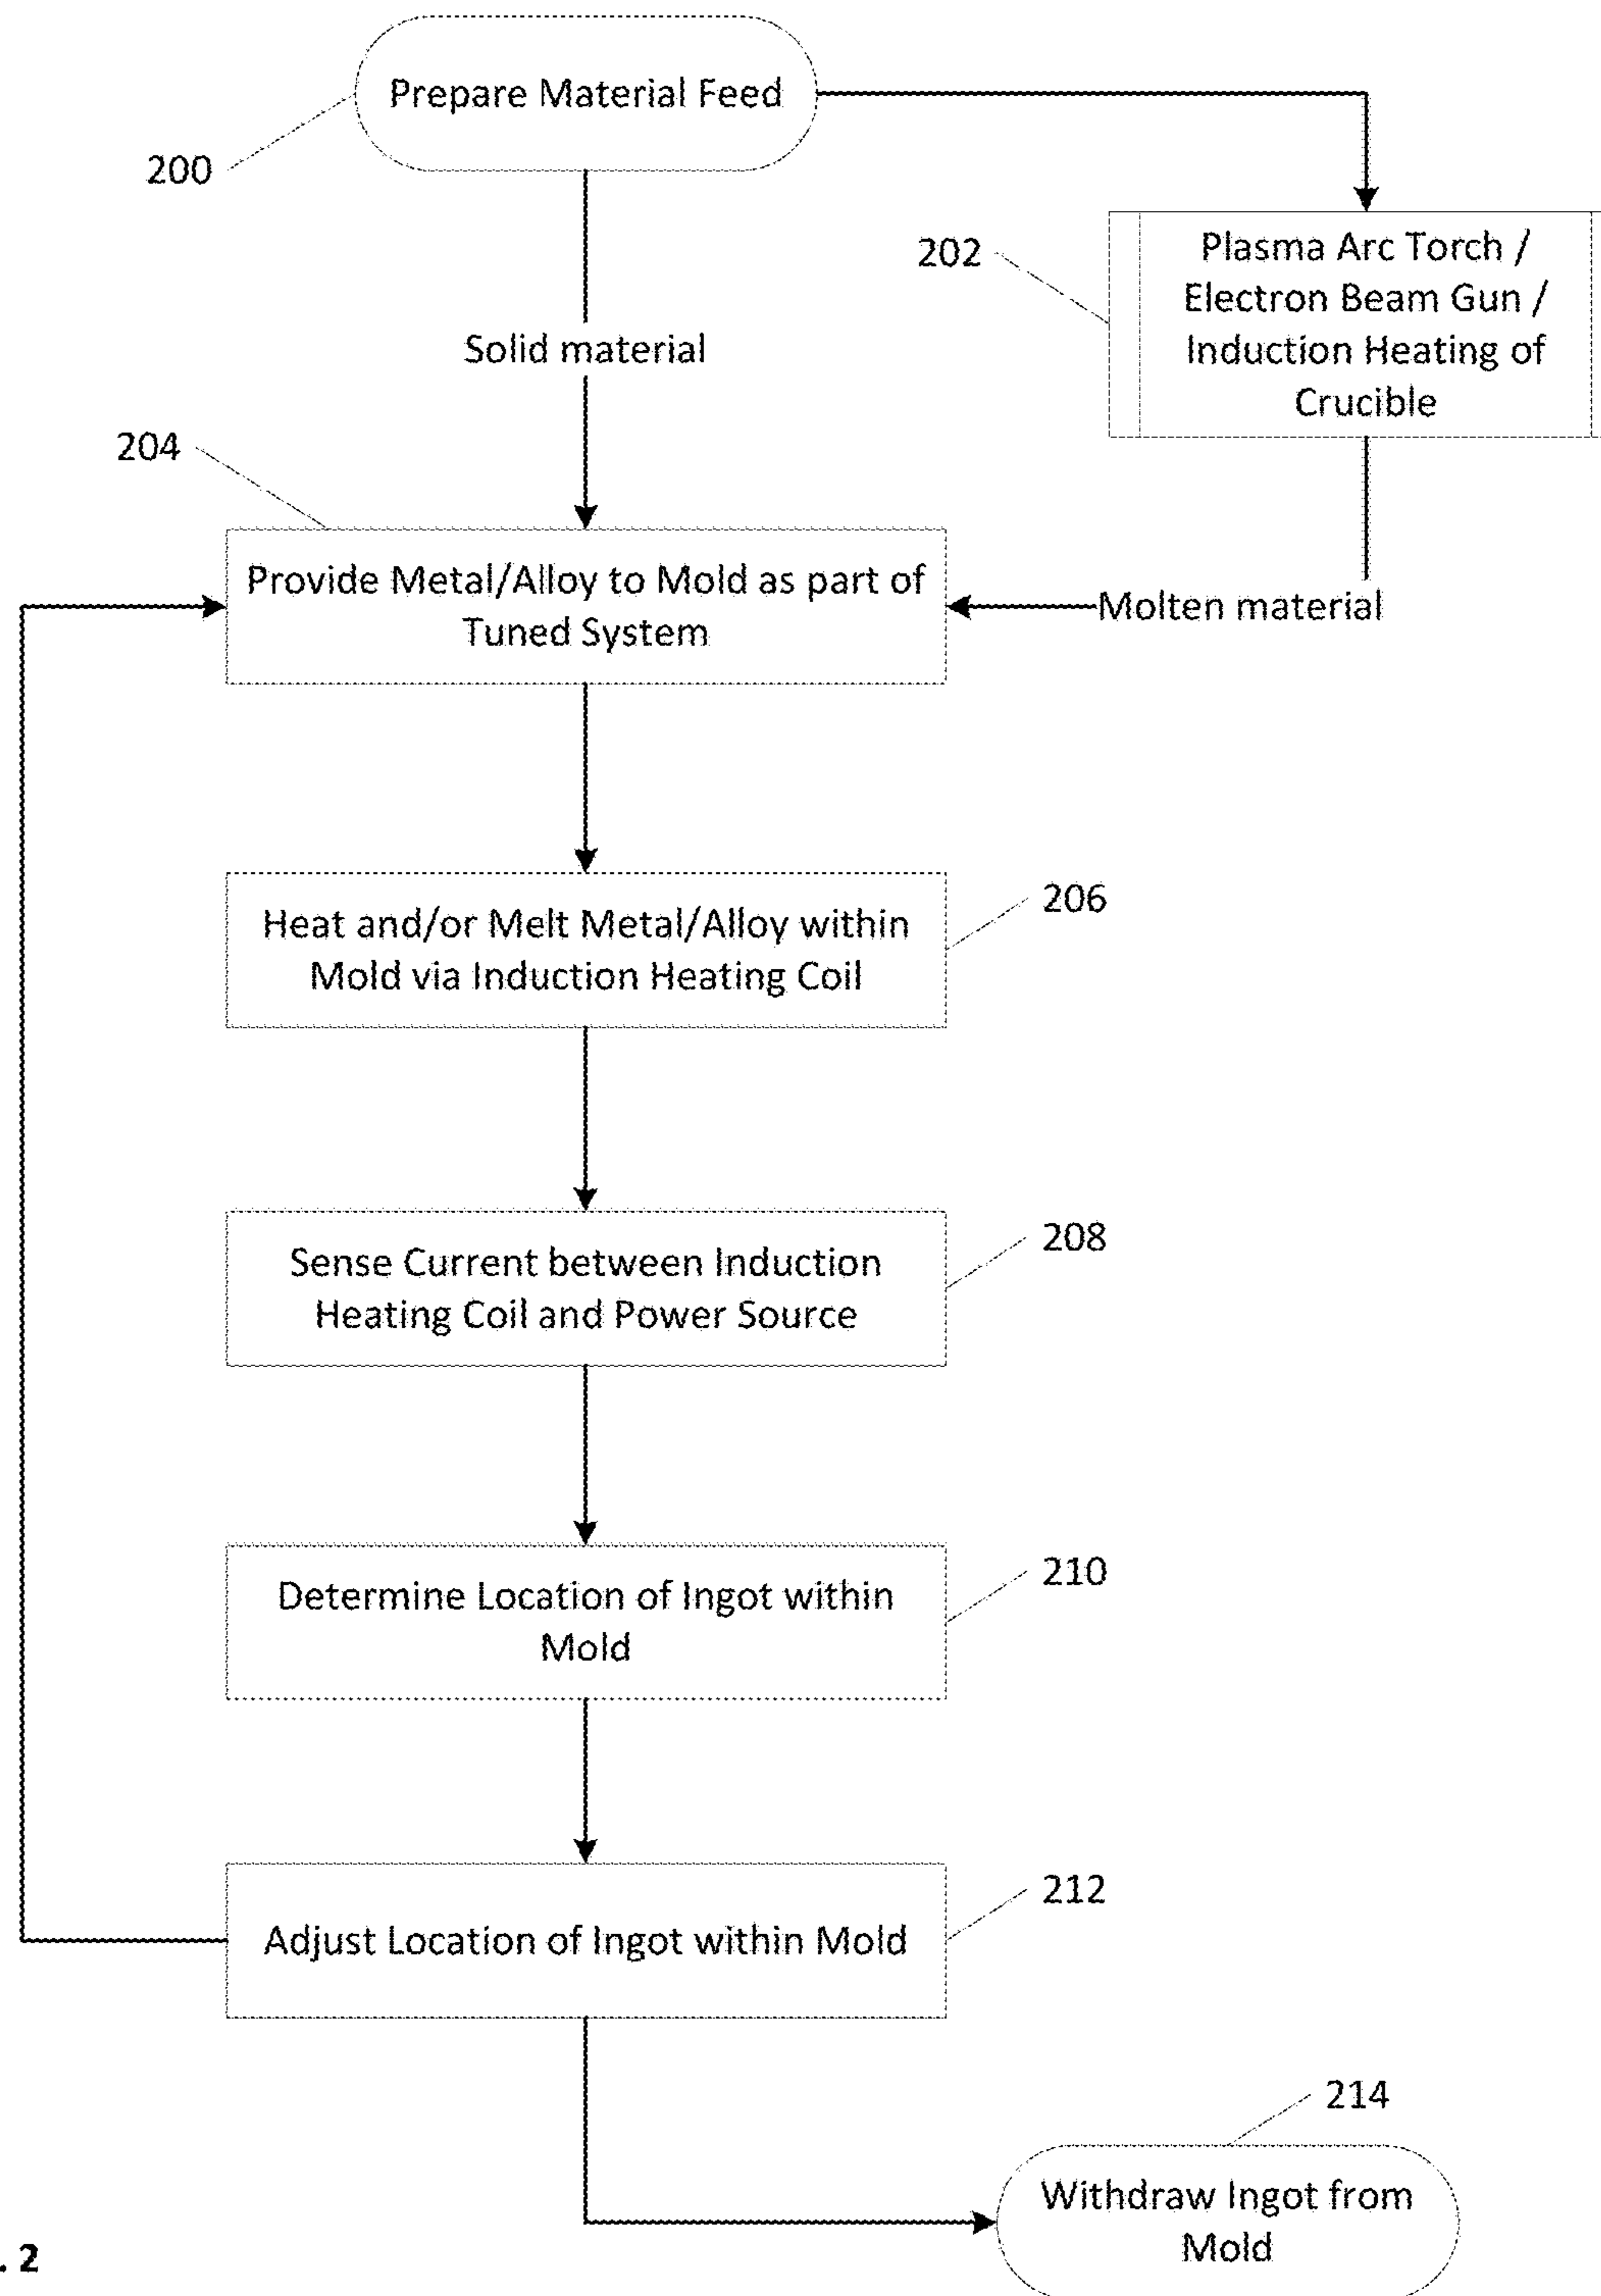 Prepare Material Feed
200
202
Plasma Arc Torch /
Electron Beam Gun /
Induction Heating of
Crucible
Solid material
204
Provide Metal/Alloy to Mold as part of
Tuned System
Molten material
206
Heat and/or Melt Metal/Alloy within
Mold via Induction Heating Coil
208
Sense Current between Induction
Heating Coil and Power Source
210
Determine Location of Ingot within
Mold
212
Adjust Location of Ingot within Mold
214
Withdraw Ingot from
Mold
. 2